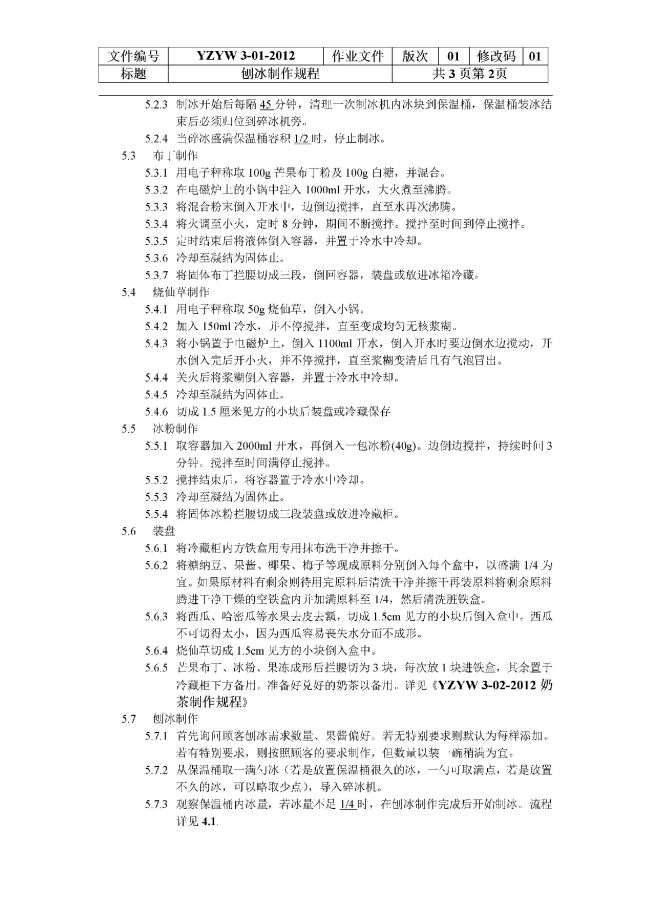 文件编号 YZYW 3-01-2012 作业文件 版次 01 修改码 01
标题 刨冰制作规程 共 3 页第 2页
5.2.3 制冰开始后每隔 45 分钟，清理一次制冰机内冰块到保温桶，保温桶装冰结
束后必须归位到碎冰机旁。
5.2.4 当碎冰盛满保温桶容积 1/2 时，停止制冰。
5.3 布丁制作
5.3.1 用电子秤称取 100g 芒果布丁粉及 100g 白糖，并混合。
5.3.2 在电磁炉上的小锅中注入 1000ml 开水，大火煮至沸腾。
5.3.3 将混合粉末倒入开水中，边倒边搅拌，直至水再次沸腾。
5.3.4 将火调至小火，定时 8 分钟，期间不断搅拌。搅拌至时间到停止搅拌。
5.3.5 定时结束后将液体倒入容器，并置于冷水中冷却。
5.3.6 冷却至凝结为固体止。
5.3.7 将固体布丁拦腰切成三段，倒回容器，装盘或放进冰箱冷藏。
5.4 烧仙草制作
5.4.1 用电子秤称取 50g 烧仙草，倒入小锅。
5.4.2 加入 150ml 冷水，并不停搅拌，直至变成均匀无核浆糊。
5.4.3 将小锅置于电磁炉上，倒入 1100ml 开水，倒入开水时要边倒水边搅动，开
水倒入完后开小火，并不停搅拌，直至浆糊变清后且有气泡冒出。
5.4.4 关火后将浆糊倒入容器，并置于冷水中冷却。
5.4.5 冷却至凝结为固体止。
5.4.6 切成 1.5 厘米见方的小块后装盘或冷藏保存
5.5 冰粉制作
5.5.1 取容器加入 2000ml 开水，再倒入一包冰粉(40g)。边倒边搅拌，持续时间 3
分钟。搅拌至时间满停止搅拌。
5.5.2 搅拌结束后，将容器置于冷水中冷却。
5.5.3 冷却至凝结为固体止。
5.5.4 将固体冰粉拦腰切成三段装盘或放进冷藏柜。
5.6 装盘
5.6.1 将冷藏柜内方铁盒用专用抹布洗干净并擦干。
5.6.2 将糖纳豆、果酱、椰果、梅子等现成原料分别倒入每个盒中，以盛满 1/4 为
宜。如果原材料有剩余则待用完原料后清洗干净并擦干再装原料将剩余原料
腾进干净干燥的空铁盒内并加满原料至 1/4，然后清洗脏铁盒。
5.6.3 将西瓜、哈密瓜等水果去皮去瓤，切成 1.5cm 见方的小块后倒入盒中。西瓜
不可切得太小，因为西瓜容易丧失水分而不成形。
5.6.4 烧仙草切成 1.5cm 见方的小块倒入盒中。
5.6.5 芒果布丁、冰粉、果冻成形后拦腰切为 3 块，每次放 1 块进铁盒，其余置于
冷藏柜下方备用。准备好兑好的奶茶以备用。详见《YZYW 3-02-2012 奶
茶制作规程》
5.7 刨冰制作
5.7.1 首先询问顾客刨冰需求数量、果酱偏好。若无特别要求则默认为每样添加。
若有特别要求，则按照顾客的要求制作，但数量以装一碗稍满为宜。
5.7.2 从保温桶取一满勺冰（若是放置保温桶很久的冰，一勺可取满点，若是放置
不久的冰，可以略取少点），导入碎冰机。
5.7.3 观察保温桶内冰量，若冰量不足 1/4 时，在刨冰制作完成后开始制冰。流程
详见 4.1.